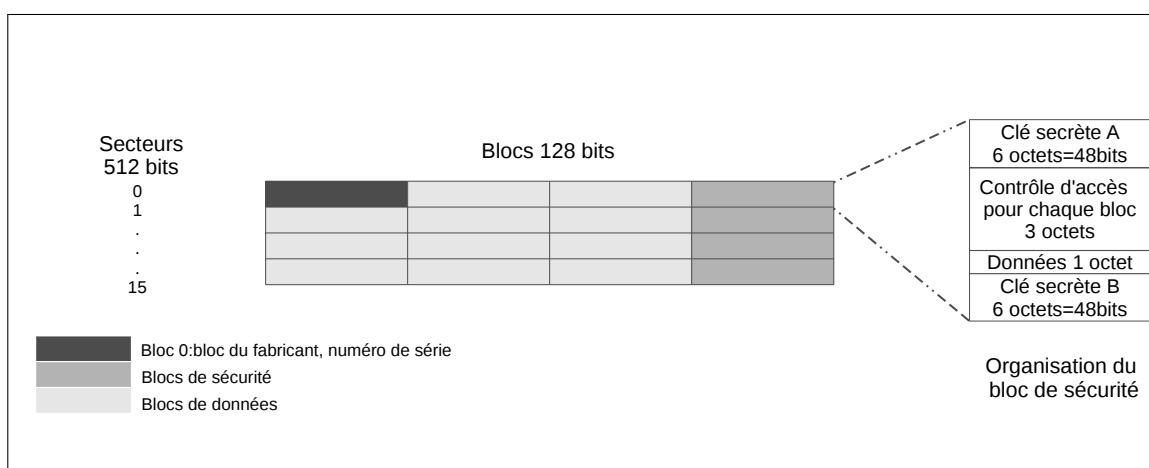 Secteurs
512 bits
0
1
.
.
.
15
Blocs 128 bits
Clé secrète A
6 octets=48bits
Contrôle d'accès
pour chaque bloc
3 octets
Données 1 octet
Clé secrète B
6 octets=48bits
Organisation du
bloc de sécurité
Bloc 0:bloc du fabricant, numéro de série
Blocs de sécurité
Blocs de données